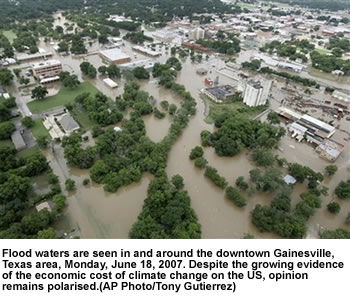 Flood waters are seen in and around the downtown Gainesville,
Texas area, Monday, June 18, 2007. Despite the growing evidence
of the economic cost of climate change on the US, opinion
remains polarised.(AP Photo/Tony Gutierrez)